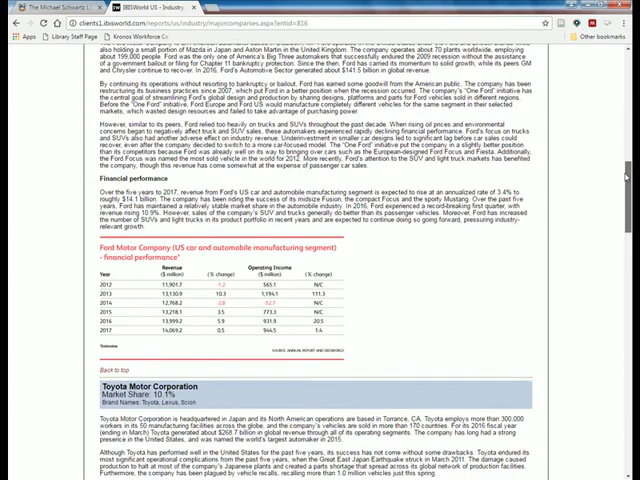 The Michael Schwartz L
IBISWorld US - Industry
clients1.ibisworld.com/reports/us/industry/majorcompanies.aspx?entid=816
Apps Library Staff Page Bookmark Other bookmarks
also holding a small portion of Mazda in Japan and Aston Martin in the United Kingdom. The company operates about 70 plants worldwide, employing
about 199,000 people. Ford was the only one of America's Big Three automakers that successfully endured the 2009 recession without the assistance
of a government bailout or filing for Chapter 11 bankruptcy protection. Since the then, Ford has carried its momentum to solid growth, while its peers GM
and Chrysler continue to recover. In 2016, Ford's Automotive Sector generated about $141.5 billion in global revenue.
By continuing its operations without resorting to bankruptcy or bailout, Ford has earned some goodwill from the American public. The company has been
restructuring its business practices since 2007, which put Ford in a better position when the recession occurred. The company's "One Ford" initiative has
the central goal of streamlining Ford's global design and production by sharing designs, platforms and parts for Ford vehicles sold in different regions.
Before the "One Ford" initiative, Ford Europe and Ford US would manufacture completely different vehicles for the same segment in their selected
markets, which wasted design resources and failed to take advantage of purchasing power.
However, similar to its peers, Ford relied too heavily on trucks and SUVs throughout the past decade. When rising oil prices and environmental
concerns began to negatively affect truck and SUV sales, these automakers experienced rapidly declining financial performance. Ford's focus on trucks
and SUVs also had another adverse effect on industry revenue. Underinvestment in smaller car designs led to significant lag before car sales could
recover, even after the company decided to switch to a more car-focused model. The "One Ford" initiative put the company in a slightly better position
than its competitors because Ford was already well on its way to bringing over cars such as the European-designed Ford Focus and Fiesta. Additionally,
the Ford Focus was named the most sold vehicle in the world for 2012. More recently, Ford's attention to the SUV and light truck markets has benefited
the company, though this revenue has come somewhat at the expense of passenger car sales.
Financial performance
Over the five years to 2017, revenue from Ford's US car and automobile manufacturing segment is expected to rise at an annualized rate of 3.4% to
roughly $14.1 billion. The company has been riding the success of its midsize Fusion, the compact Focus and the sporty Mustang. Over the past five
years, Ford has maintained a relatively stable market share in the automobile industry. In 2016, Ford experienced a record-breaking first quarter, with
revenue rising 10.9%. However, sales of the company's SUV and trucks generally do better than its passenger vehicles. Moreover, Ford has increased
the number of SUVs and light trucks in its product portfolio in recent years and are expected to continue doing so going forward, pressuring industry-
relevant growth.
Ford Motor Company (US car and automobile manufacturing segment)
- financial performance*
Revenue Operating Income
Year ($ million) (% change) ($ million) (% change)
2012 11,901.7 -1.2 565.1 N/C
2013 13,130.9 10.3 1,194.1 111.3
2014 12,768.2 -2.8 -52.7 N/C
2015 13,218.1 3.5 773.3 N/C
2016 13,999.2 5.9 931.9 20.5
2017 14,069.2 0.5 944.5 1.4
*Estimates
SOURCE: ANNUAL REPORT AND IBISWORLD
Back to top
Toyota Motor Corporation
Market Share: 10.1%
Brand Names: Toyota, Lexus, Scion
Toyota Motor Corporation is headquartered in Japan and its North American operations are based in Torrance, CA. Toyota employs more than 300,000
workers in its 50 manufacturing facilities across the globe, and the company's vehicles are sold in more than 170 countries. For its 2016 fiscal year
(ending in March) Toyota generated about $268.7 billion in global revenue through all of its operating segments. The company has long had a strong
presence in the United States, and was named the world's largest automaker in 2015.
Although Toyota has performed well in the United States for the past five years, its success has not come without some drawbacks. Toyota endured its
most significant operational complications from the past five years, when the Great East Japan Earthquake struck in March 2011. The damage caused
production to halt at most of the company's Japanese plants and created a parts shortage that spread across its global network of production facilities.
Furthermore, the company has been plagued by vehicle recalls, recalling more than 1.0 million vehicles just this spring.